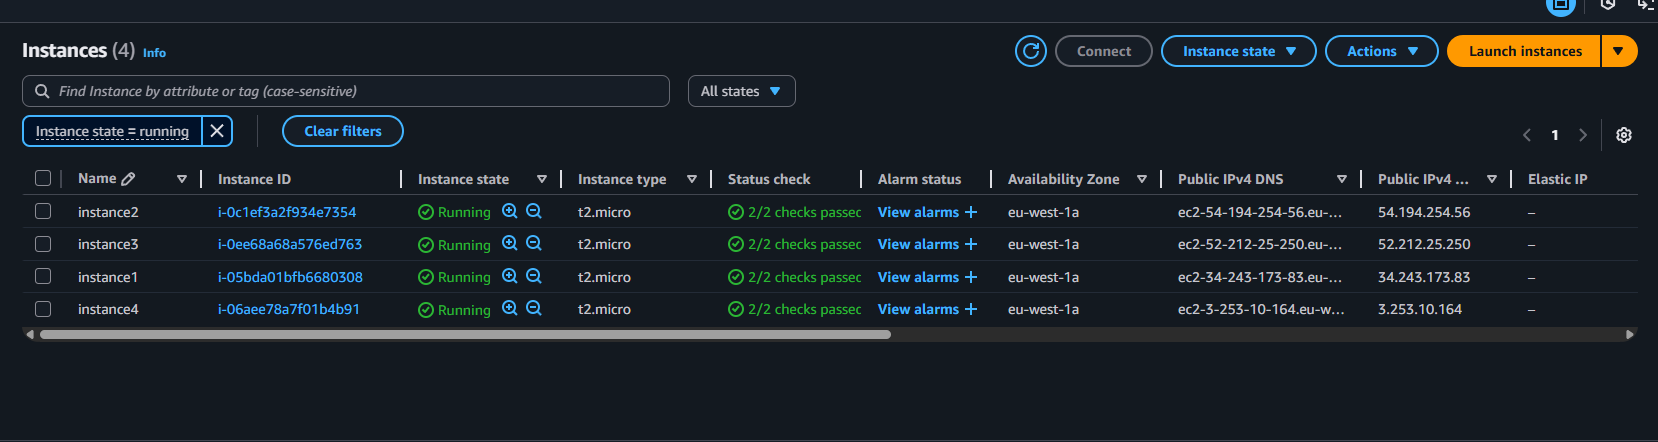 Instances (4) Info Connect Instance state Actions Launch instances
Find Instance by attribute or tag (case-sensitive) All states
Instance state = running Clear filters
1
Name Instance ID Instance state Instance type Status check Alarm status Availability Zone Public IPv4 DNS Public IPv4 ... Elastic IP
instance2 i-0c1ef3a2f934e7354 Running t2.micro 2/2 checks passec View alarms + eu-west-1a ec2-54-194-254-56.eu-... 54.194.254.56 –
instance3 i-0ee68a68a576ed763 Running t2.micro 2/2 checks passec View alarms + eu-west-1a ec2-52-212-25-250.eu-... 52.212.25.250 –
instance1 i-05bda01bfb6680308 Running t2.micro 2/2 checks passec View alarms + eu-west-1a ec2-34-243-173-83.eu-... 34.243.173.83 –
instance4 i-06aee78a7f01b4b91 Running t2.micro 2/2 checks passec View alarms + eu-west-1a ec2-3-253-10-164.eu-w... 3.253.10.164 –